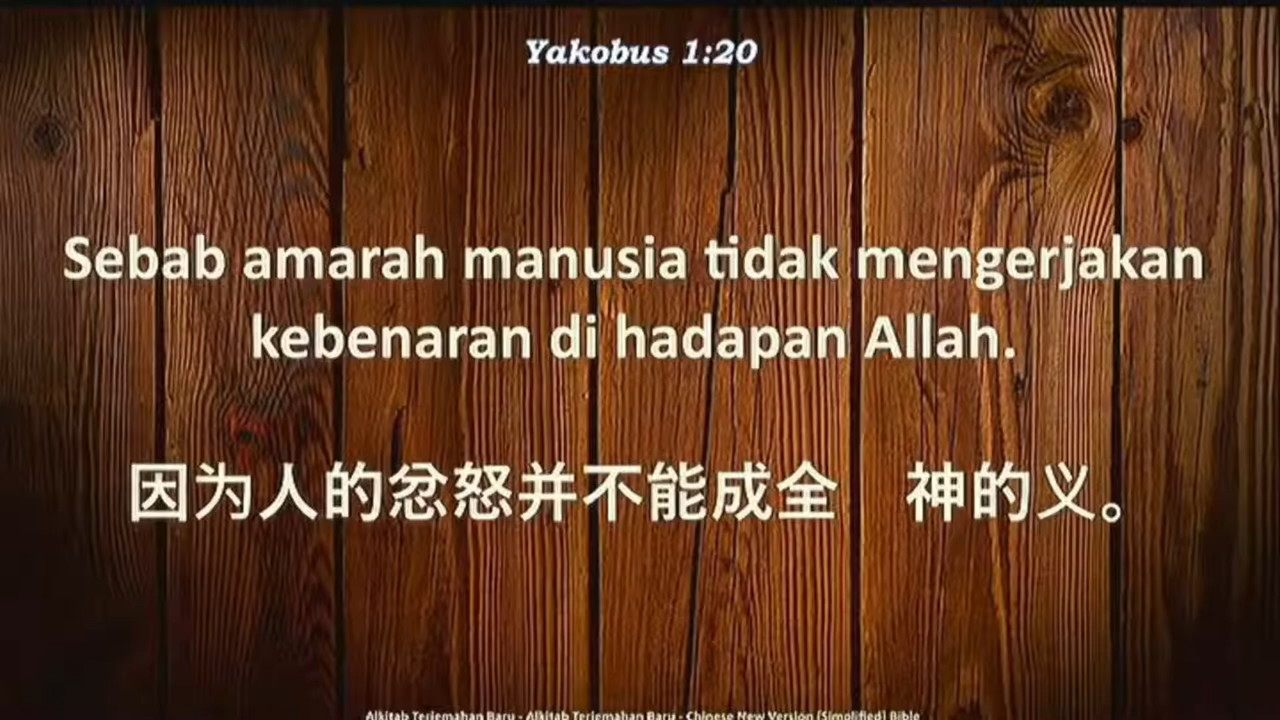 Yakobus 1:20
Sebab amarah manusia tidak mengerjakan
kebenaran di hadapan Allah.
因为人的忿怒并不能成全　神的义。
Alkitab Terjemahan Baru - Alkitab Terjemahan Baru - Chinese New Version (Simplified) Bible